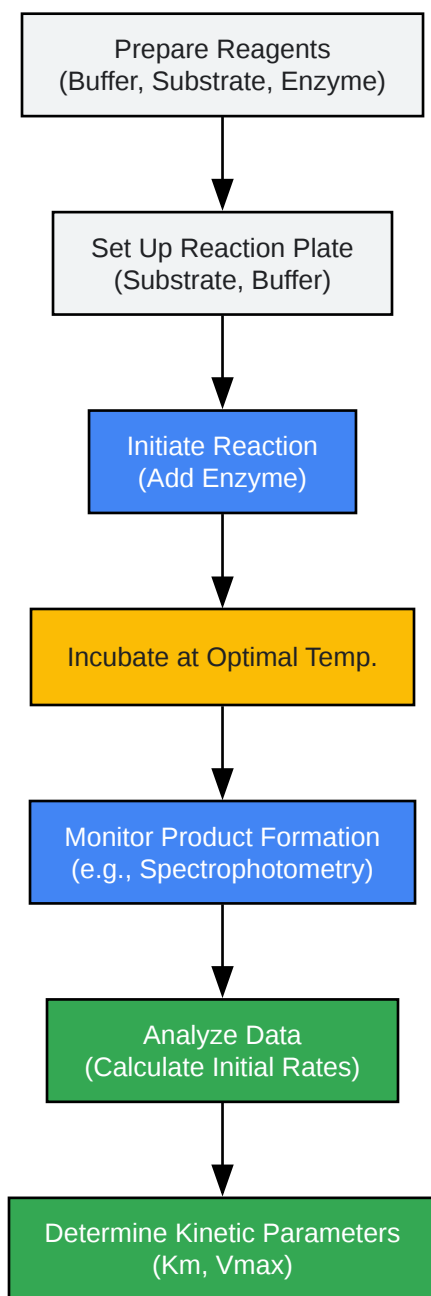 Prepare Reagents
(Buffer, Substrate, Enzyme)
Set Up Reaction Plate
(Substrate, Buffer)
Initiate Reaction
(Add Enzyme)
Incubate at Optimal Temp.
Monitor Product Formation
(e.g., Spectrophotometry)
Analyze Data
(Calculate Initial Rates)
Determine Kinetic Parameters
(Km, Vmax)